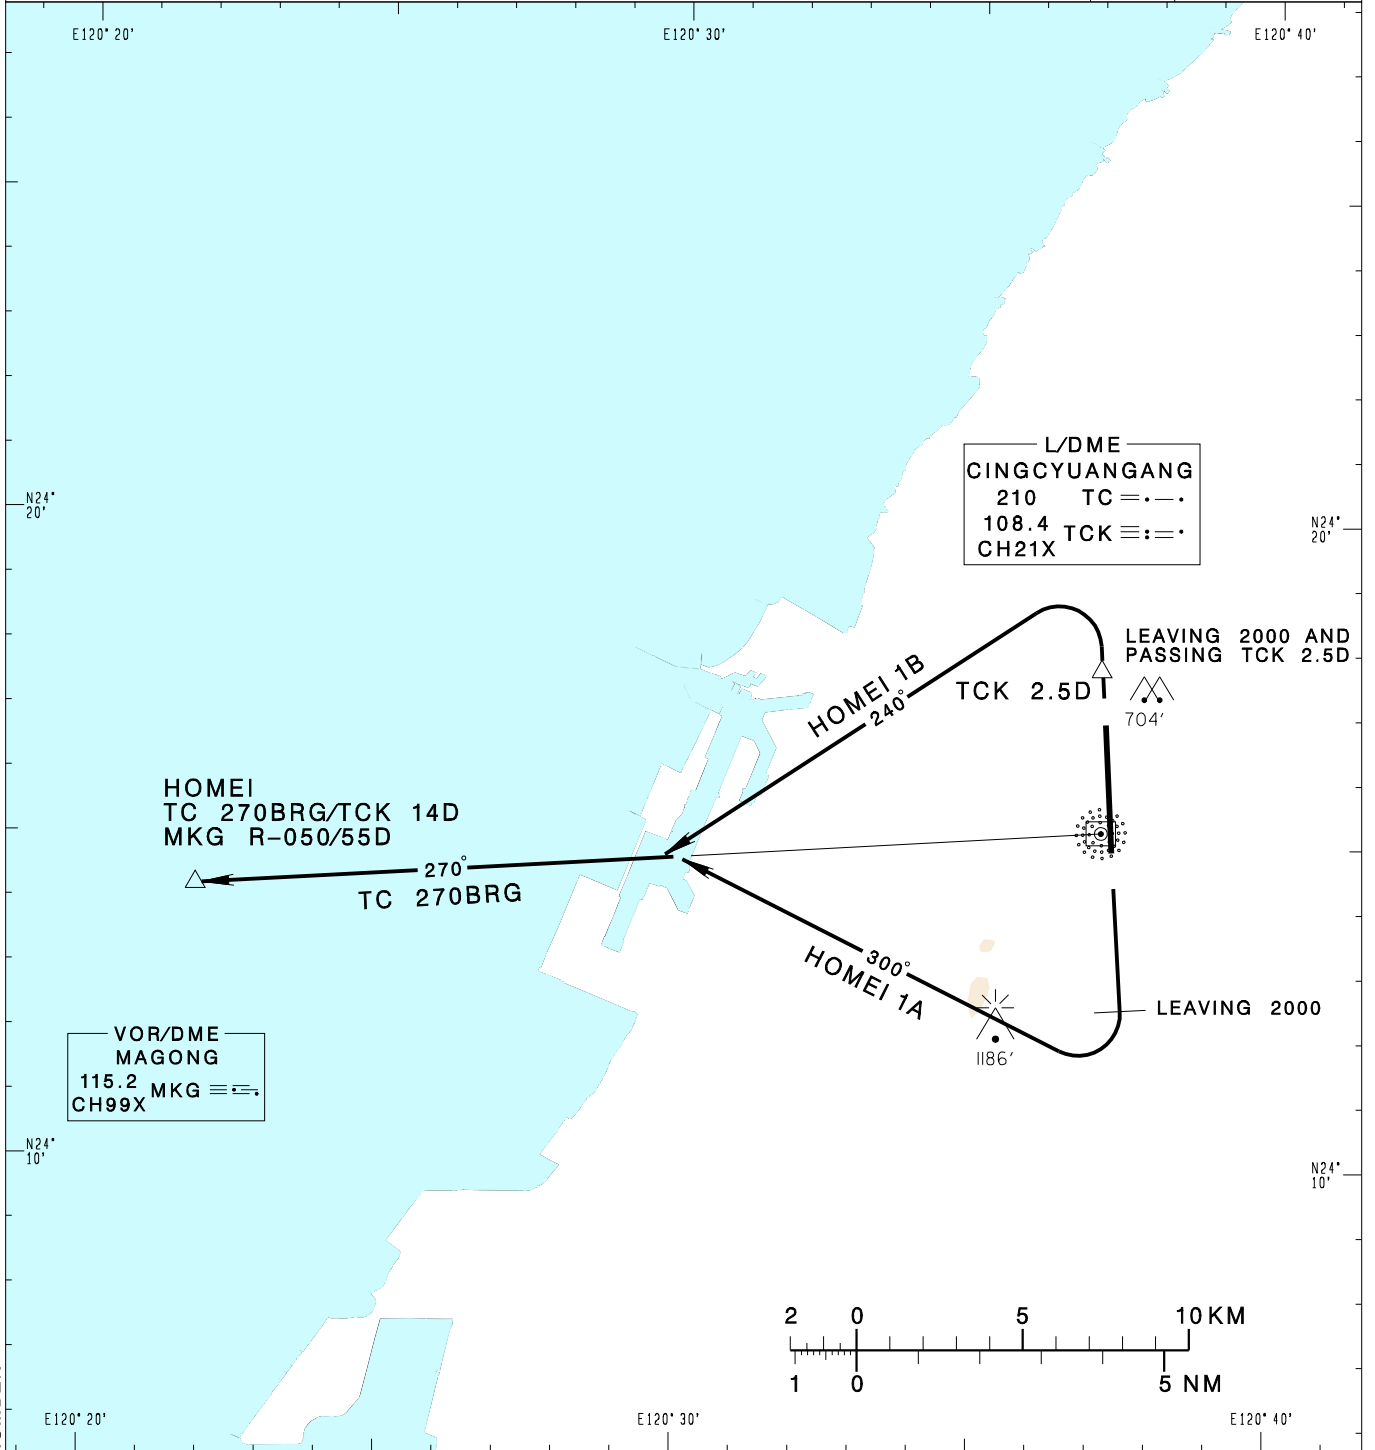 E120° 20'
E120° 30'
E120° 40'
L/DME
CINGCYUANGANG
210 TC
108.4 TCK
CH21X
N24°
20'
N24°
20'
LEAVING 2000 AND
PASSING TCK 2.5D
HOMEI 1B
240°
TCK 2.5D
704'
HOMEI
TC 270BRG/TCK 14D
MKG R-050/55D
270°
TC 270BRG
300°
HOMEI 1A
LEAVING 2000
1186'
VOR/DME
MAGONG
115.2 MKG
CH99X
N24°
10'
N24°
10'
2 0 5 10 KM
1 0 5 NM
E120° 20'
E120° 30'
E120° 40'